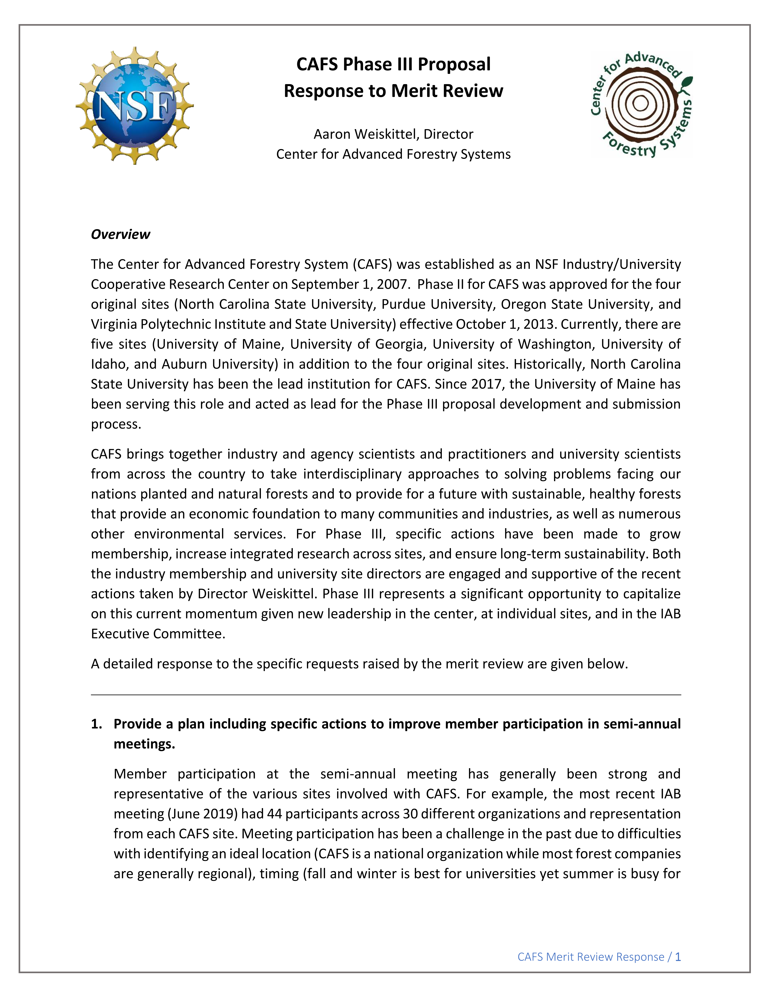 NSF
CAFS Phase III Proposal
Response to Merit Review
Aaron Weiskittel, Director
Center for Advanced Forestry Systems
Center for Advanced
Forestry Systems
Overview
The Center for Advanced Forestry System (CAFS) was established as an NSF Industry/University
Cooperative Research Center on September 1, 2007.  Phase II for CAFS was approved for the four
original sites (North Carolina State University, Purdue University, Oregon State University, and
Virginia Polytechnic Institute and State University) effective October 1, 2013. Currently, there are
five sites (University of Maine, University of Georgia, University of Washington, University of
Idaho, and Auburn University) in addition to the four original sites. Historically, North Carolina
State University has been the lead institution for CAFS. Since 2017, the University of Maine has
been serving this role and acted as lead for the Phase III proposal development and submission
process.
CAFS brings together industry and agency scientists and practitioners and university scientists
from across the country to take interdisciplinary approaches to solving problems facing our
nations planted and natural forests and to provide for a future with sustainable, healthy forests
that provide an economic foundation to many communities and industries, as well as numerous
other environmental services. For Phase III, specific actions have been made to grow
membership, increase integrated research across sites, and ensure long-term sustainability. Both
the industry membership and university site directors are engaged and supportive of the recent
actions taken by Director Weiskittel. Phase III represents a significant opportunity to capitalize
on this current momentum given new leadership in the center, at individual sites, and in the IAB
Executive Committee.
A detailed response to the specific requests raised by the merit review are given below.
1. Provide a plan including specific actions to improve member participation in semi-annual
meetings.
Member participation at the semi-annual meeting has generally been strong and
representative of the various sites involved with CAFS. For example, the most recent IAB
meeting (June 2019) had 44 participants across 30 different organizations and representation
from each CAFS site. Meeting participation has been a challenge in the past due to difficulties
with identifying an ideal location (CAFS is a national organization while most forest companies
are generally regional), timing (fall and winter is best for universities yet summer is busy for
CAFS Merit Review Response / 1